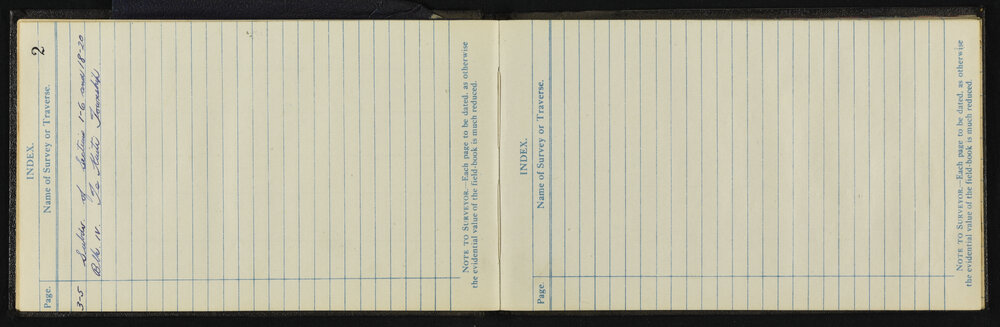 2
INDEX.
Page. Name of Survey or Traverse.
3-5 Subdn. of Sections 1-6 and 18-20
Blk. IV. Te Township
NOTE TO SURVEYOR.—Each page to be dated, as otherwise
the evidential value of the field-book is much reduced.
INDEX.
Page. Name of Survey or Traverse.
NOTE TO SURVEYOR.—Each page to be dated, as otherwise
the evidential value of the field-book is much reduced.